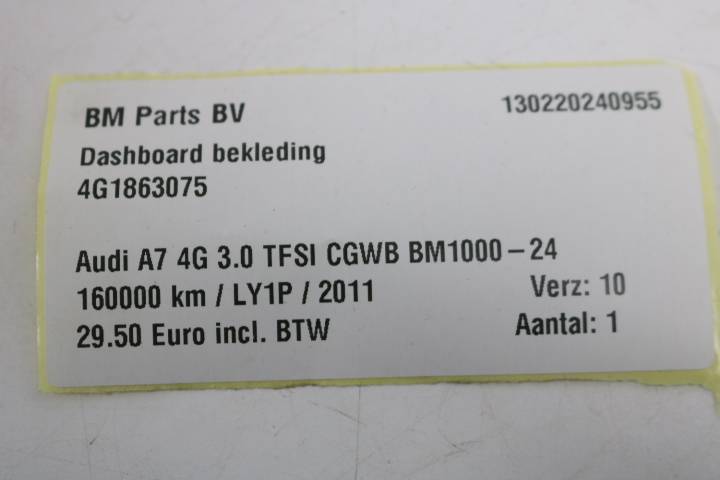 BM Parts BV 130220240955
Dashboard bekleding
4G1863075
Audi A7 4G 3.0 TFSI CGWB BM1000-24
160000 km / LY1P / 2011 Verz: 10
29.50 Euro incl. BTW Aantal: 1